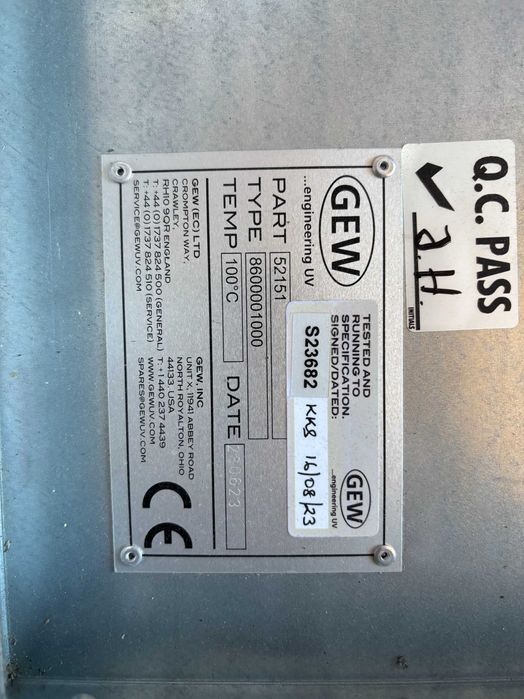 Q.C. PASS
✓ a.H.
INITIALS
GEW
...engineering UV
TESTED AND
RUNNING TO
SPECIFICATION.
SIGNED/DATED:
GEW
...engineering UV
S23682 KKS 16/08/23
PART 52151
TYPE 8600001000
TEMP 100°C DATE 230623
GEW (EC) LTD
CROMPTON WAY,
CRAWLEY,
RH10 9QR ENGLAND
T: +44 (0) 1737 824 500 (GENERAL)
T: +44 (0) 1737 824 510 (SERVICE)
SERVICE@GEWUV.COM
GEW, INC
UNIT X, 11941 ABBEY ROAD
NORTH ROYALTON, OHIO
44133, USA
T: +1 440 237 4439
WWW.GEWUV.COM
SPARES@GEWUV.COM
CE